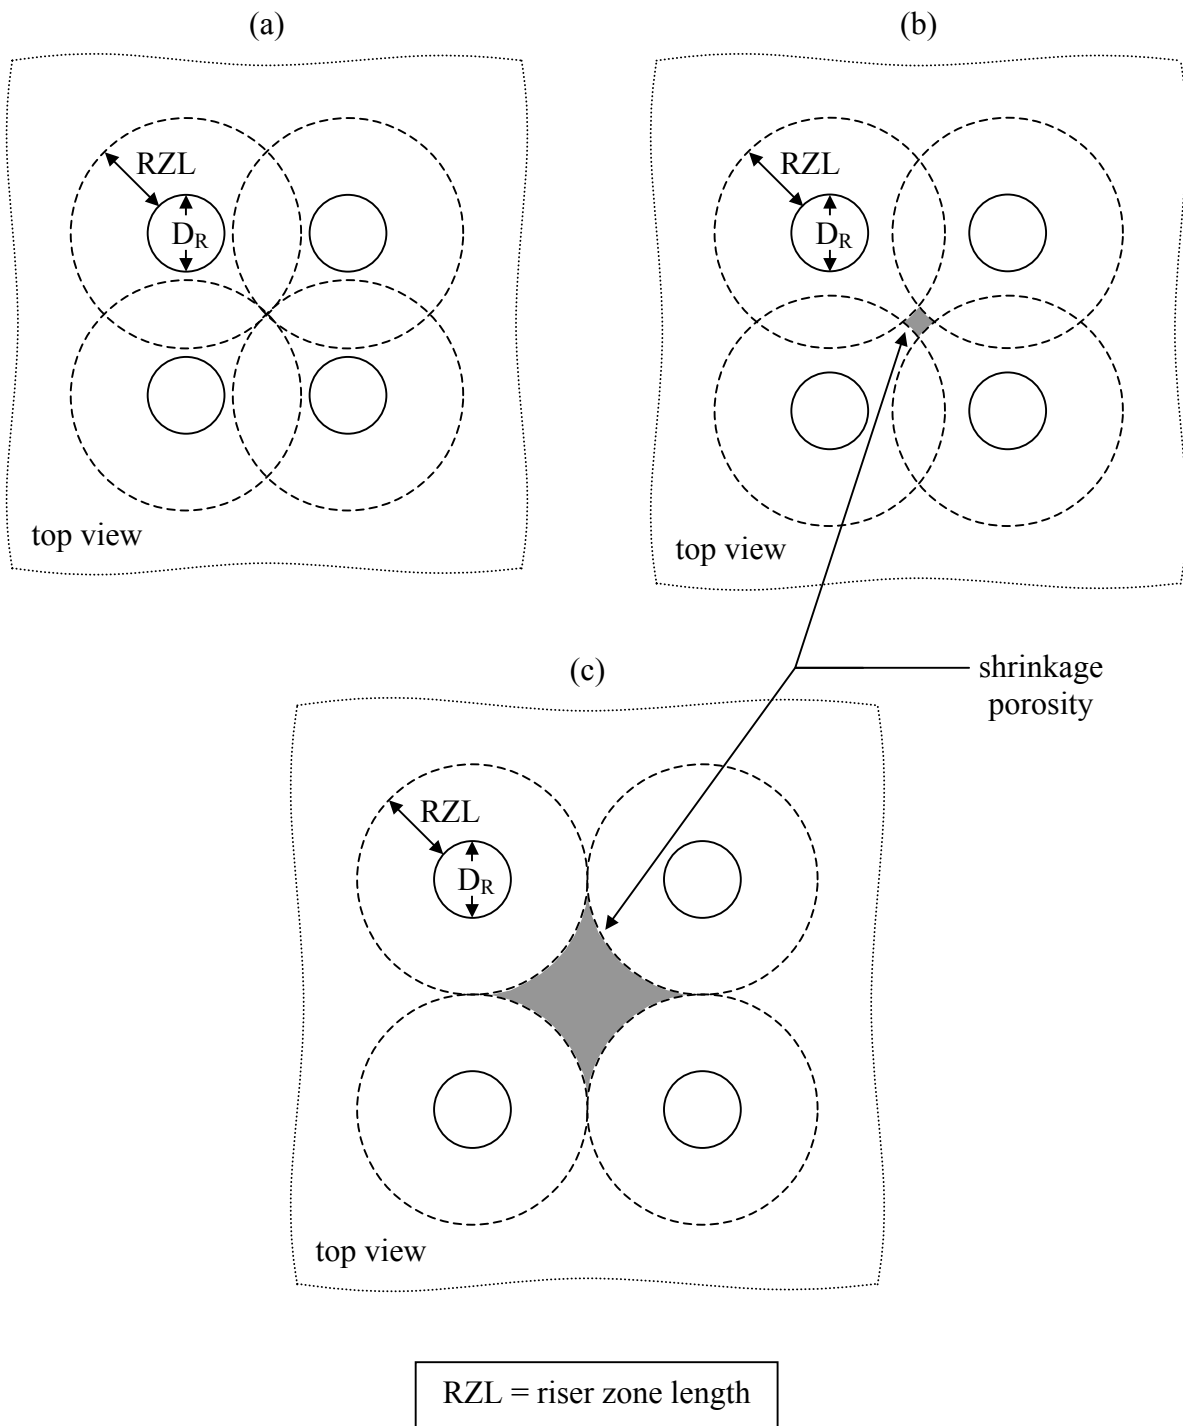 (a)
(b)
RZL
D_R
top view
RZL
D_R
top view
(c)
shrinkage
porosity
RZL
D_R
top view
RZL = riser zone length